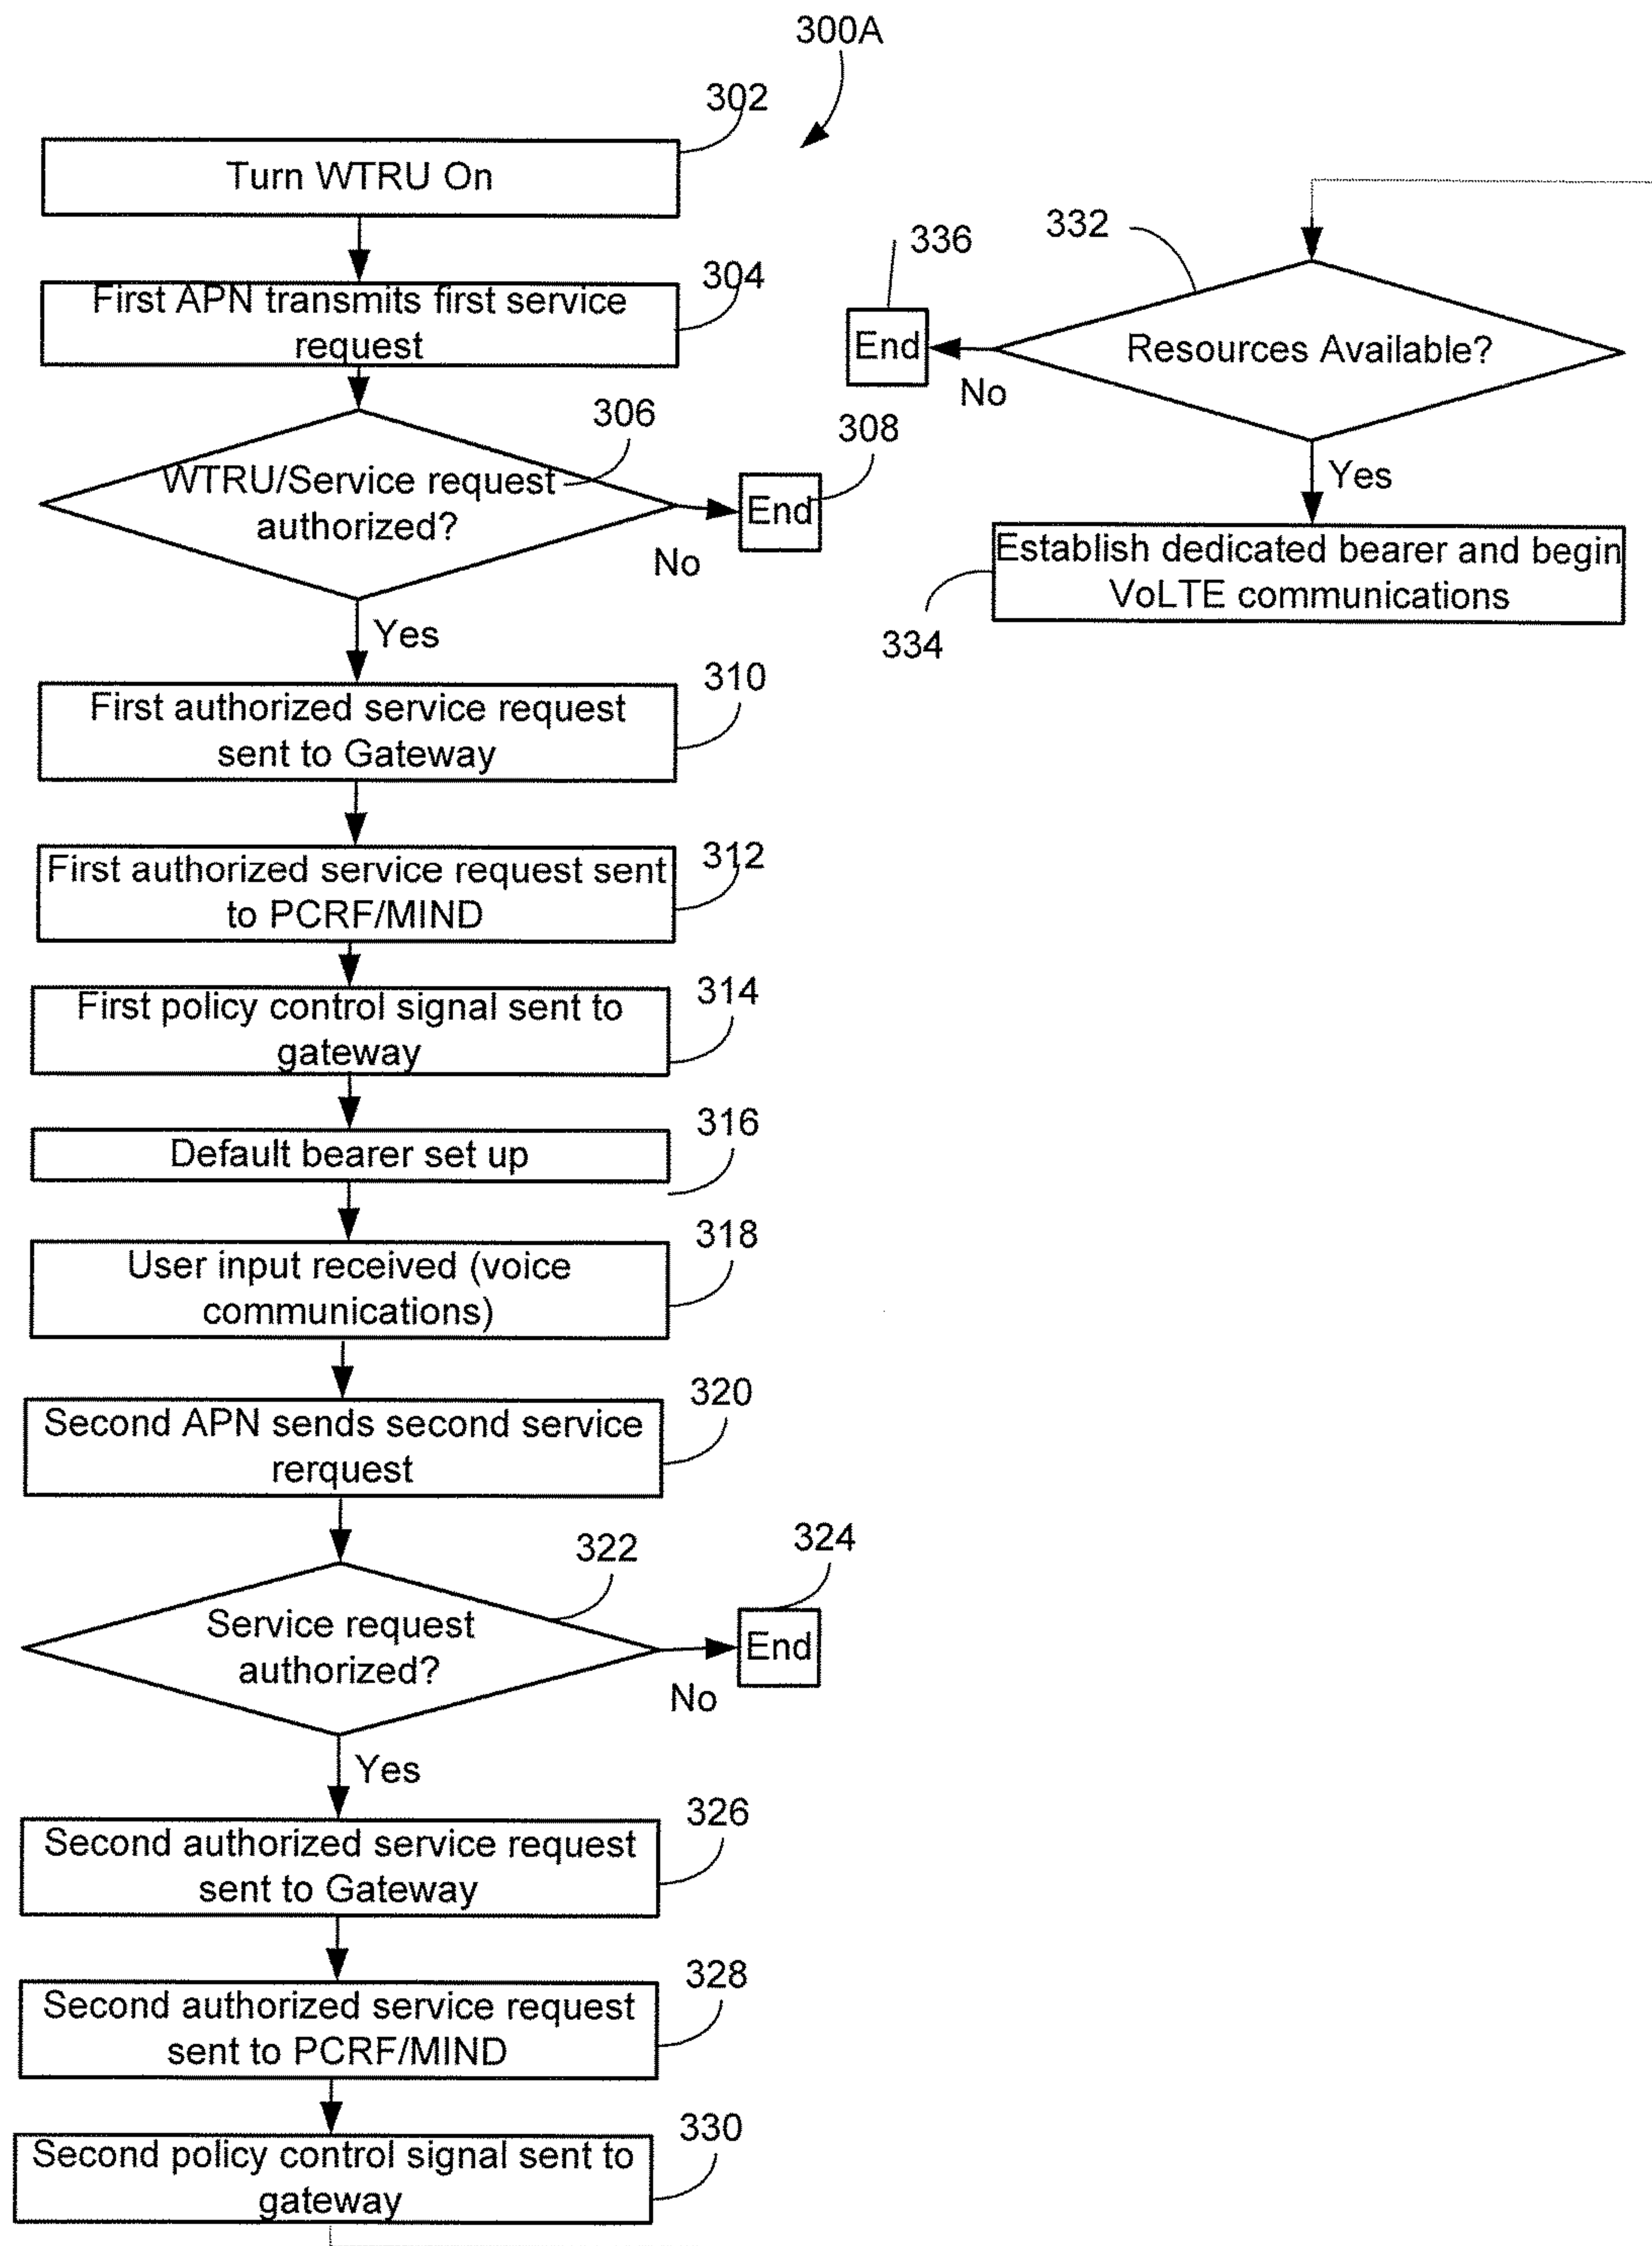 300A
302
Turn WTRU On
304
First APN transmits first service
request
306
WTRU/Service request
authorized?
308
End
No
Yes
310
First authorized service request
sent to Gateway
312
First authorized service request sent
to PCRF/MIND
314
First policy control signal sent to
gateway
316
Default bearer set up
318
User input received (voice
communications)
320
Second APN sends second service
rerquest
322
Service request
authorized?
324
End
No
Yes
326
Second authorized service request
sent to Gateway
328
Second authorized service request
sent to PCRF/MIND
330
Second policy control signal sent to
gateway
332
Resources Available?
336
End
No
Yes
Establish dedicated bearer and begin
VoLTE communications
334